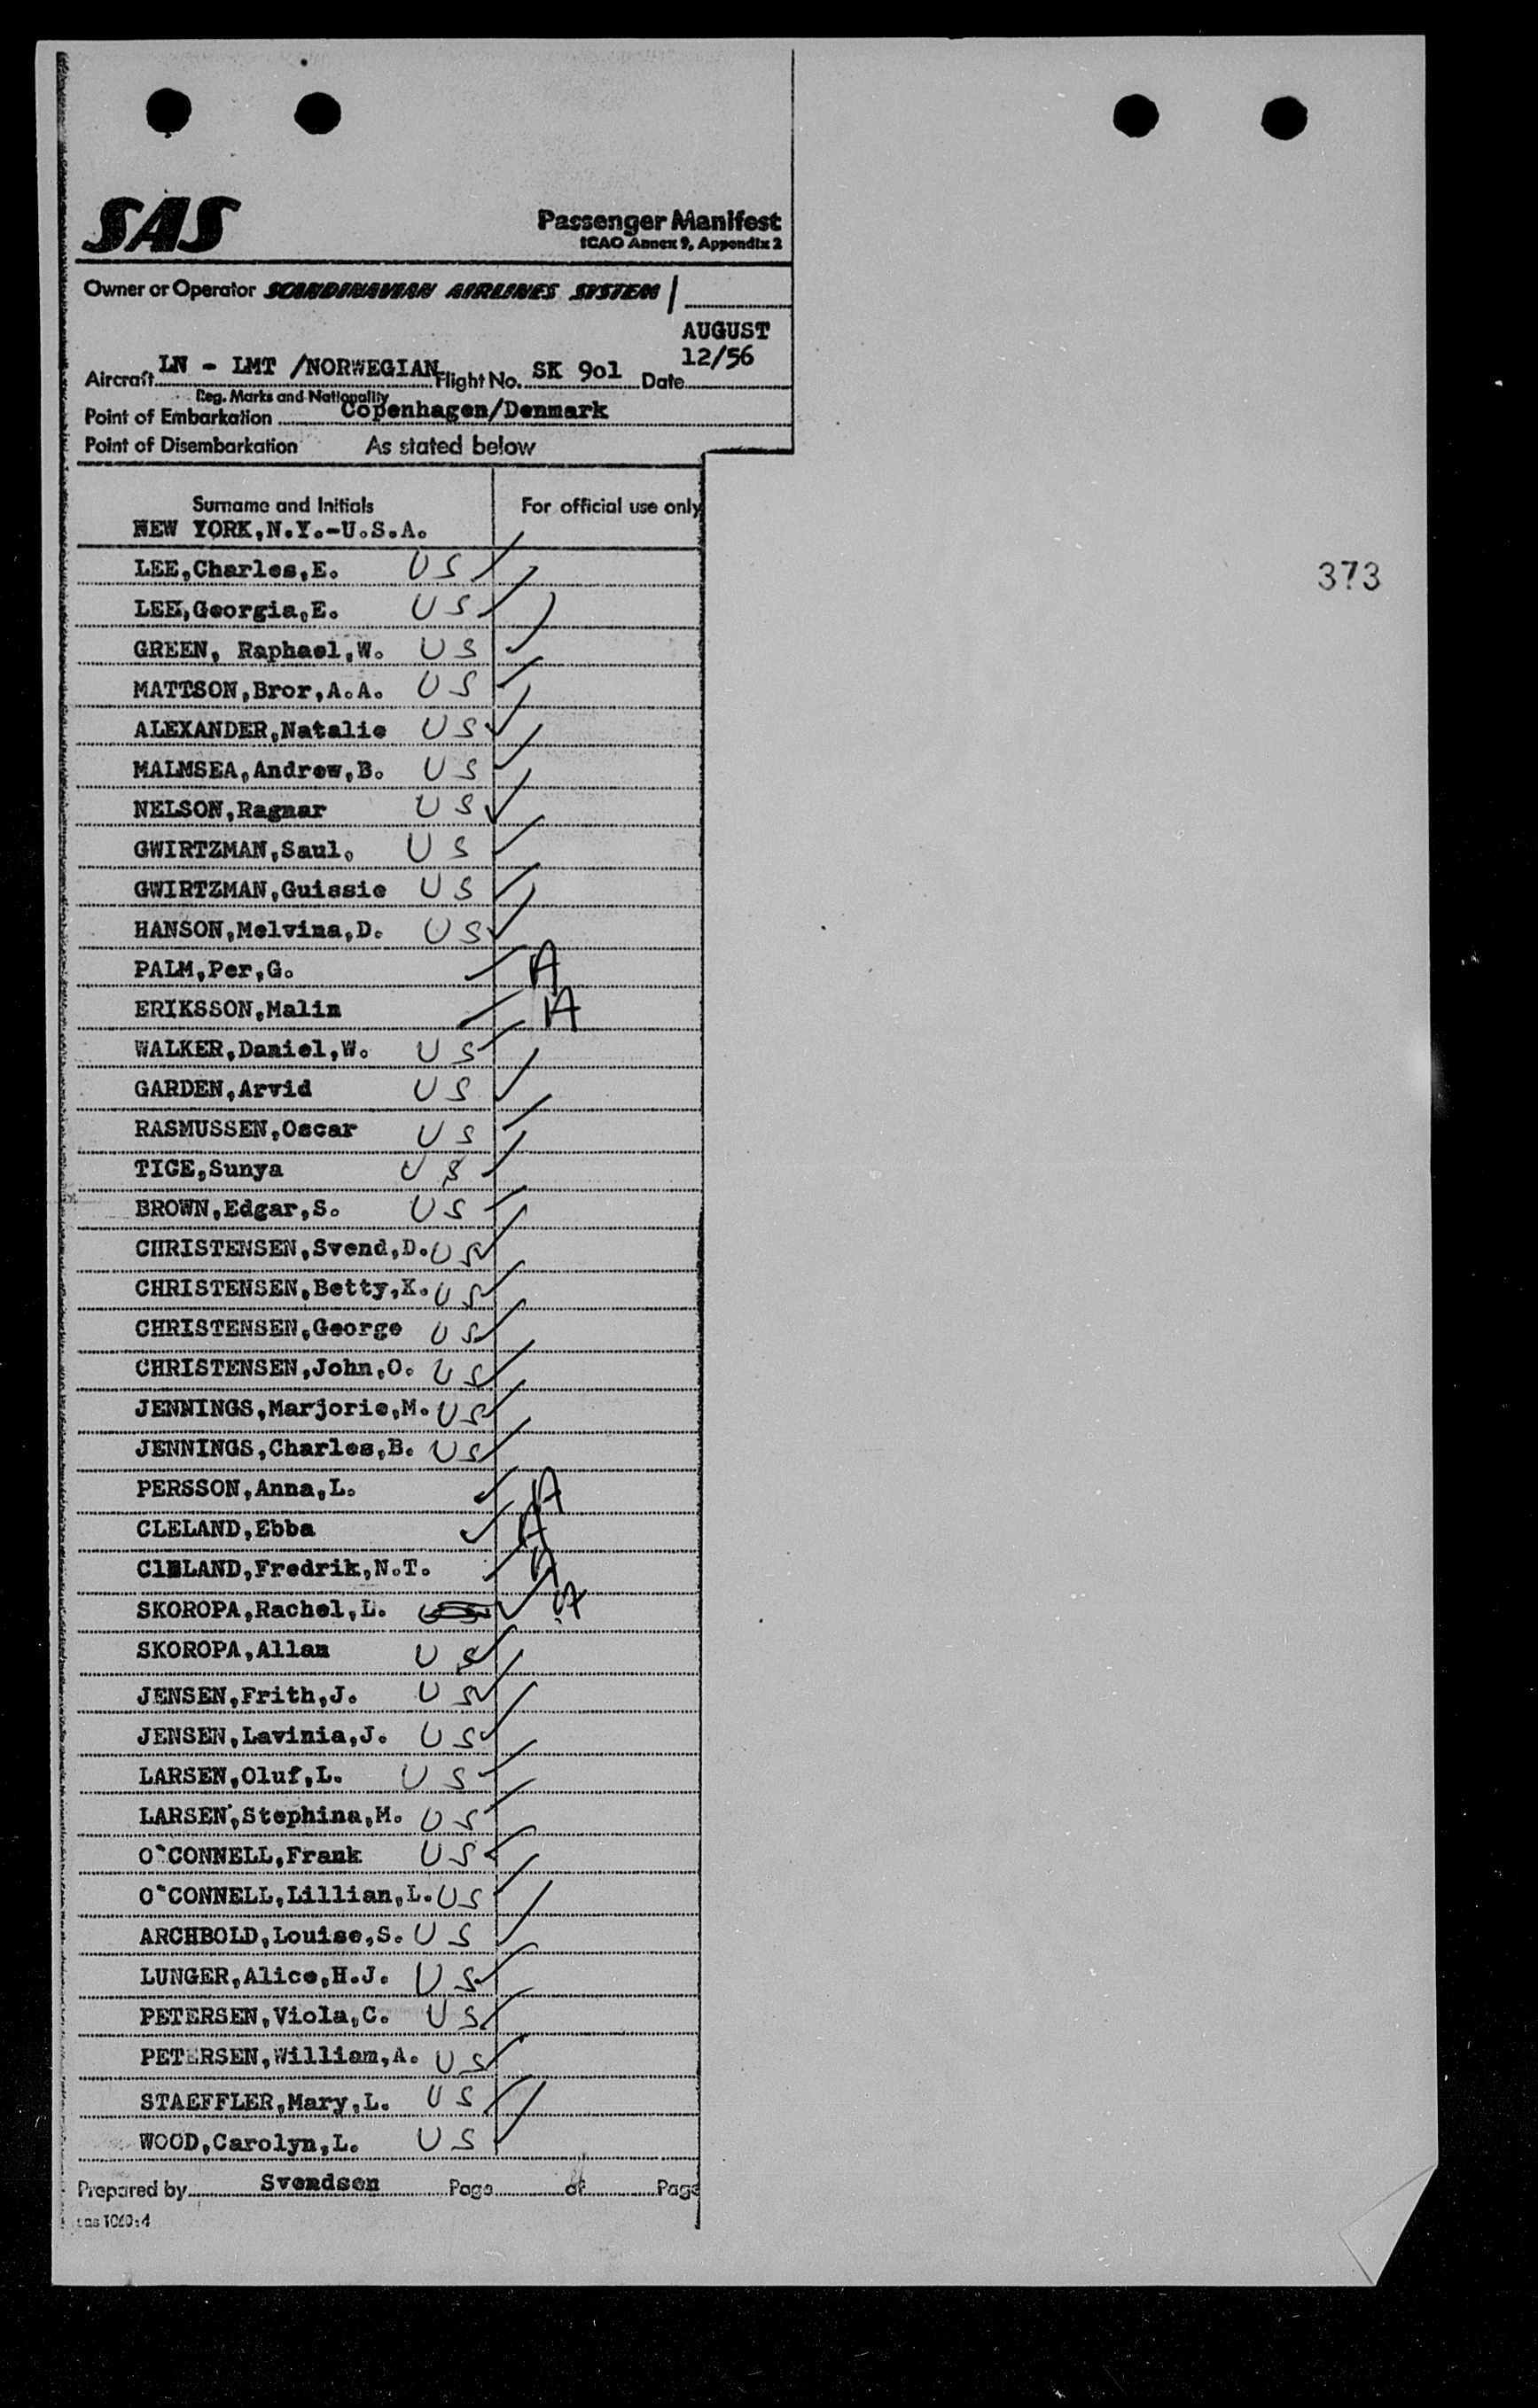 SAS
Passenger Manifest
ICAO Annex 9, Appendix 2
Owner or Operator SCANDINAVIAN AIRLINES SYSTEM
AUGUST
Aircraft LN - LMT /NORWEGIAN Flight No. SK 901 Date 12/56
Reg. Marks and Nationality
Point of Embarkation Copenhagen/Denmark
Point of Disembarkation As stated below
Surname and Initials For official use only
NEW YORK,N.Y.-U.S.A.
LEE,Charles,E. US
LEE,Georgia,E. US
373
GREEN, Raphael,W. US
MATTSON,Bror,A.A. US
ALEXANDER,Natalie US
MALMSEA,Andrew,B. US
NELSON,Ragnar US
GWIRTZMAN,Saul. US
GWIRTZMAN,Guissie US
HANSON,Melvina,D. US
PALM,Per,G. A
ERIKSSON,Malin A
WALKER,Daniel,W. US
GARDEN,Arvid US
RASMUSSEN,Oscar US
TICE,Sunya US
BROWN,Edgar,S. US
CHRISTENSEN,Svend,D. US
CHRISTENSEN,Betty,K. US
CHRISTENSEN,George US
CHRISTENSEN,John,O. US
JENNINGS,Marjorie,M. US
JENNINGS,Charles,B. US
PERSSON,Anna,L. A
CLELAND,Ebba A
ClELAND,Fredrik,N.T. A
SKOROPA,Rachel,L. A
SKOROPA,Allan US
JENSEN,Frith,J. US
JENSEN,Lavinia,J. US
LARSEN,Oluf,L. US
LARSEN,Stephina,M. US
O'CONNELL,Frank US
O'CONNELL,Lillian,L. US
ARCHBOLD,Louise,S. US
LUNGER,Alice,H.J. US
PETERSEN,Viola,C. US
PETERSEN,William,A. US
STAEFFLER,Mary,L. US
WOOD,Carolyn,L. US
Prepared by Svendsen Page of Page
sas 1060:4